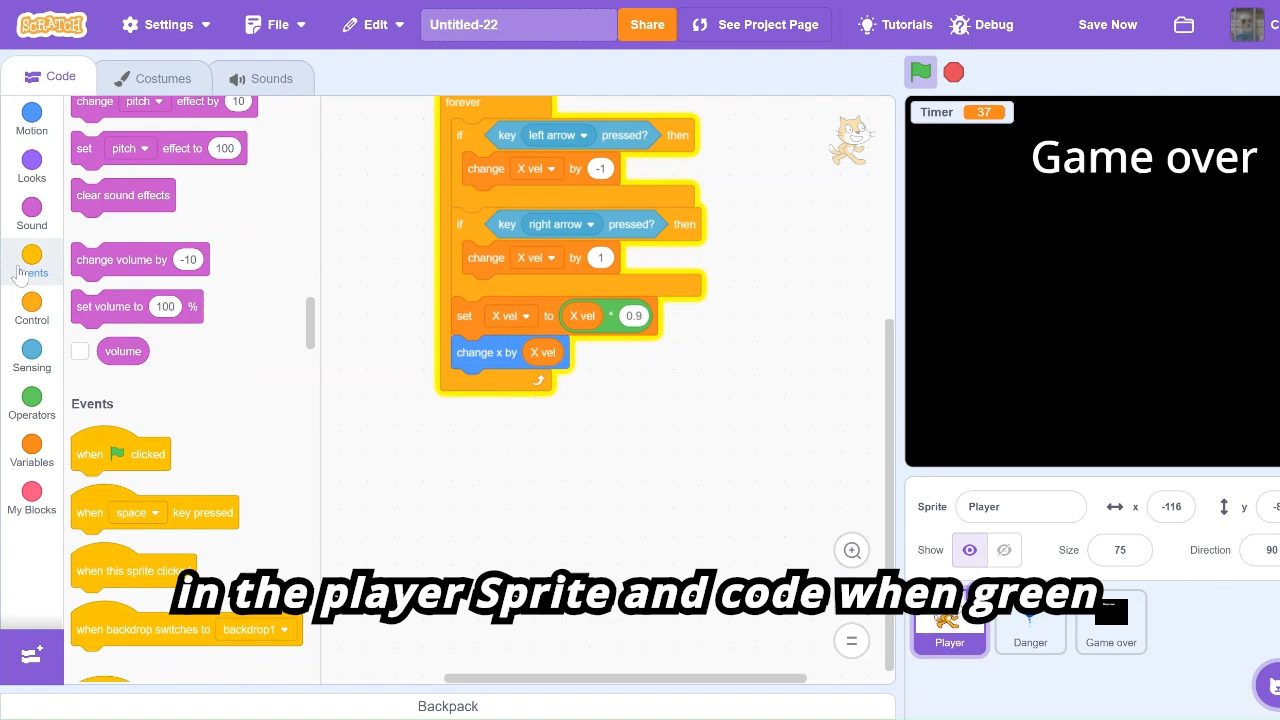 SCRATCH Settings File Edit Untitled-22 Share See Project Page Tutorials Debug Save Now
Code Costumes Sounds
Motion
Looks
Sound
Events
Control
Sensing
Operators
Variables
My Blocks
change pitch effect by 10
set pitch effect to 100
clear sound effects
change volume by -10
set volume to 100 %
volume
Events
when clicked
when space key pressed
when this sprite clicked
when backdrop switches to backdrop1
forever
if key left arrow pressed? then
change X vel by -1
if key right arrow pressed? then
change X vel by 1
set X vel to X vel * 0.9
change x by X vel
Timer 37
Game over
Sprite Player x -116 y
Show Size 75 Direction 90
Player Danger Game over
in the player Sprite and code when green
Backpack